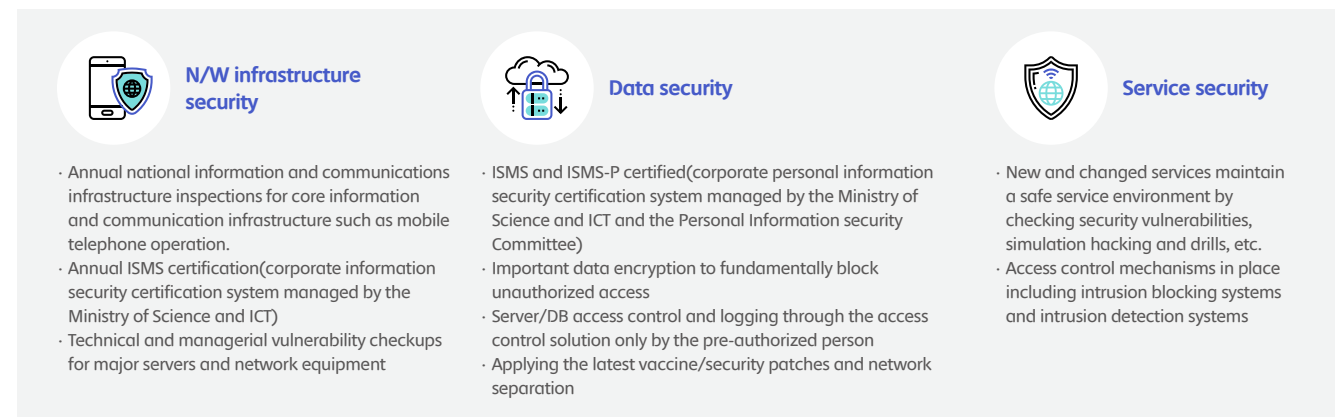 N/W infrastructure
security
· Annual national information and communications
infrastructure inspections for core information
and communication infrastructure such as mobile
telephone operation.
· Annual ISMS certification(corporate information
security certification system managed by the
Ministry of Science and ICT)
· Technical and managerial vulnerability checkups
for major servers and network equipment
Data security
· ISMS and ISMS-P certified(corporate personal information
security certification system managed by the Ministry of
Science and ICT and the Personal Information security
Committee)
· Important data encryption to fundamentally block
unauthorized access
· Server/DB access control and logging through the access
control solution only by the pre-authorized person
· Applying the latest vaccine/security patches and network
separation
Service security
· New and changed services maintain
a safe service environment by
checking security vulnerabilities,
simulation hacking and drills, etc.
· Access control mechanisms in place
including intrusion blocking systems
and intrusion detection systems